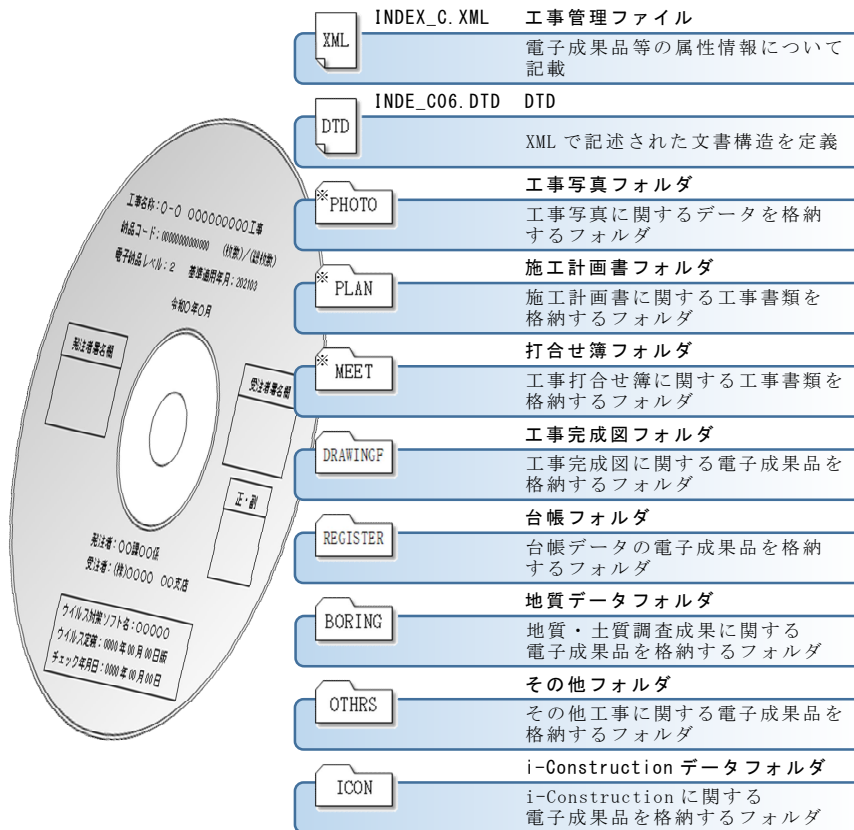 INDEX_C.XML 工事管理ファイル
XML
電子成果品等の属性情報について
記載
INDE_C06.DTD DTD
DTD
XMLで記述された文書構造を定義
工事写真フォルダ
※PHOTO
工事写真に関するデータを格納
するフォルダ
施工計画書フォルダ
※PLAN
施工計画書に関する工事書類を
格納するフォルダ
打合せ簿フォルダ
※MEET
工事打合せ簿に関する工事書類を
格納するフォルダ
工事完成図フォルダ
DRAWINGF
工事完成図に関する電子成果品を
格納するフォルダ
台帳フォルダ
REGISTER
台帳データの電子成果品を格納
するフォルダ
地質データフォルダ
BORING
地質・土質調査成果に関する
電子成果品を格納するフォルダ
その他フォルダ
OTHRS
その他工事に関する電子成果品を
格納するフォルダ
i-Constructionデータフォルダ
ICON
i-Constructionに関する
電子成果品を格納するフォルダ
工事名称:○-○ ○○○○○○○○○工事
納品コード:0000000000000 (枚数)/(総枚数)
電子納品レベル:2 基準適用年月:202103
令和○年○月
発注者署名欄
受注者署名欄
正・副
発注者:○○課○○係
受注者:(株)○○○○ ○○支店
ウイルス対策ソフト名:○○○○○
ウイルス定義:0000年00月00日版
チェック年月日:0000年00月00日